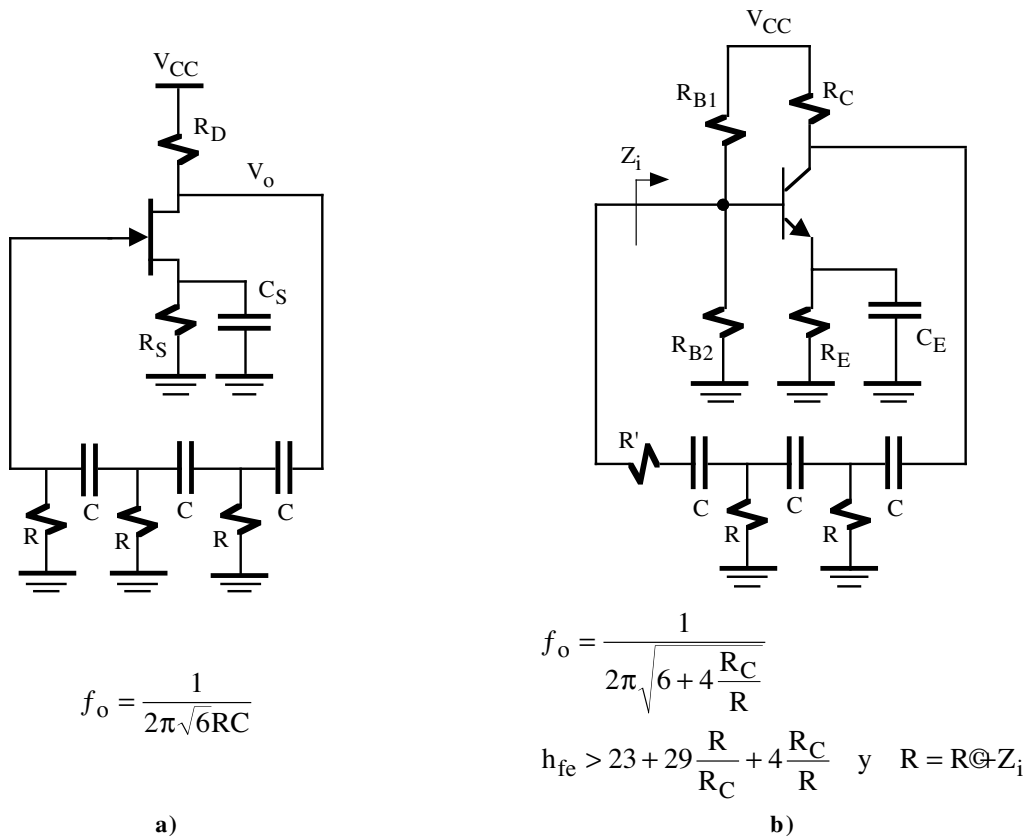 V_CC
R_D
V_o
C_S
R_S
C
C
C
R
R
R
f_o = 1 / (2π√6RC)
a)
V_CC
R_B1
R_C
Z_i
R_B2
R_E
C_E
R'
C
C
C
R
R
f_o = 1 / (2π√(6 + 4 R_C/R))
h_fe > 23 + 29 R/R_C + 4 R_C/R y R = R©+Z_i
b)